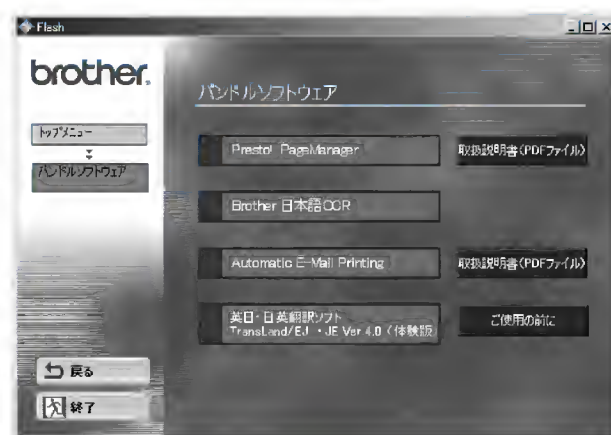 Flash
brother.
トップメニュー
バンドルソフトウェア
戻る
終了
バンドルソフトウェア
Presto! PageManager
取扱説明書(PDFファイル)
Brother 日本語OCR
Automatic E-Mail Printing
取扱説明書(PDFファイル)
英日・日英翻訳ソフト
TransLand/EJ ・JE Ver 4.0 (体験版
ご使用の前に